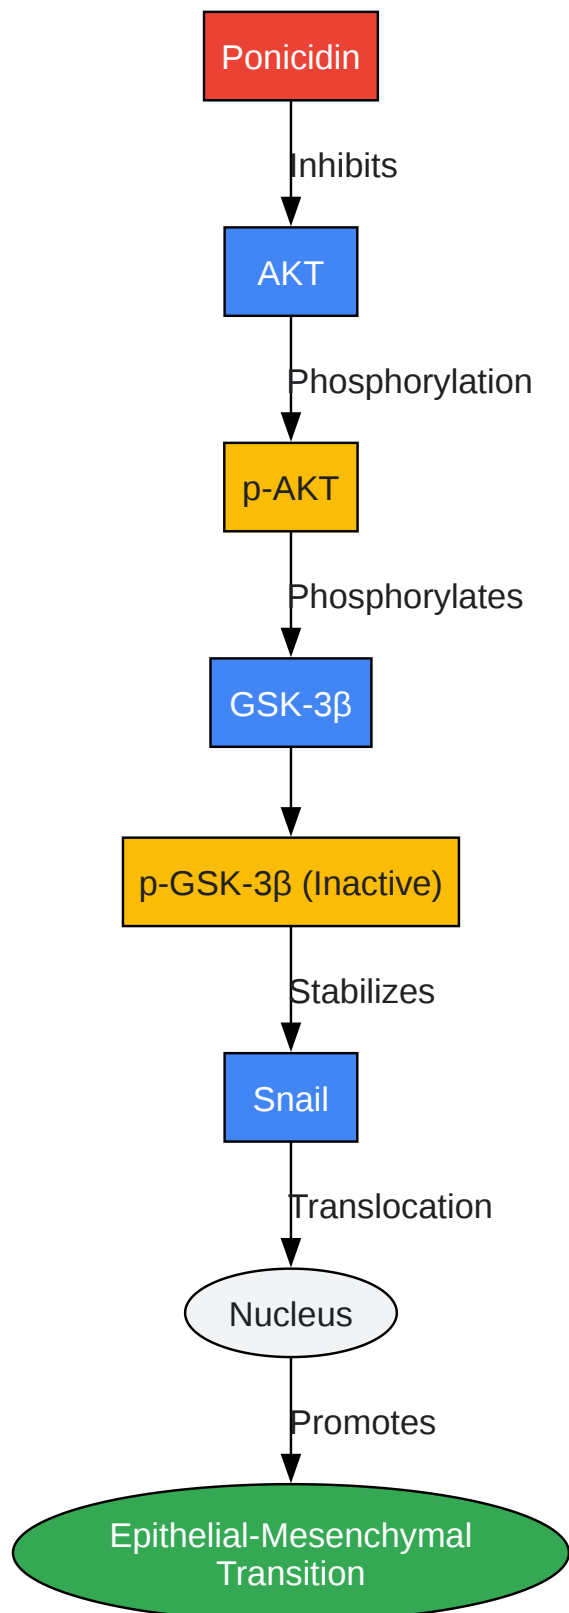 Ponicidin
Inhibits
AKT
Phosphorylation
p-AKT
Phosphorylates
GSK-3β
p-GSK-3β (Inactive)
Stabilizes
Snail
Translocation
Nucleus
Promotes
Epithelial-Mesenchymal
Transition